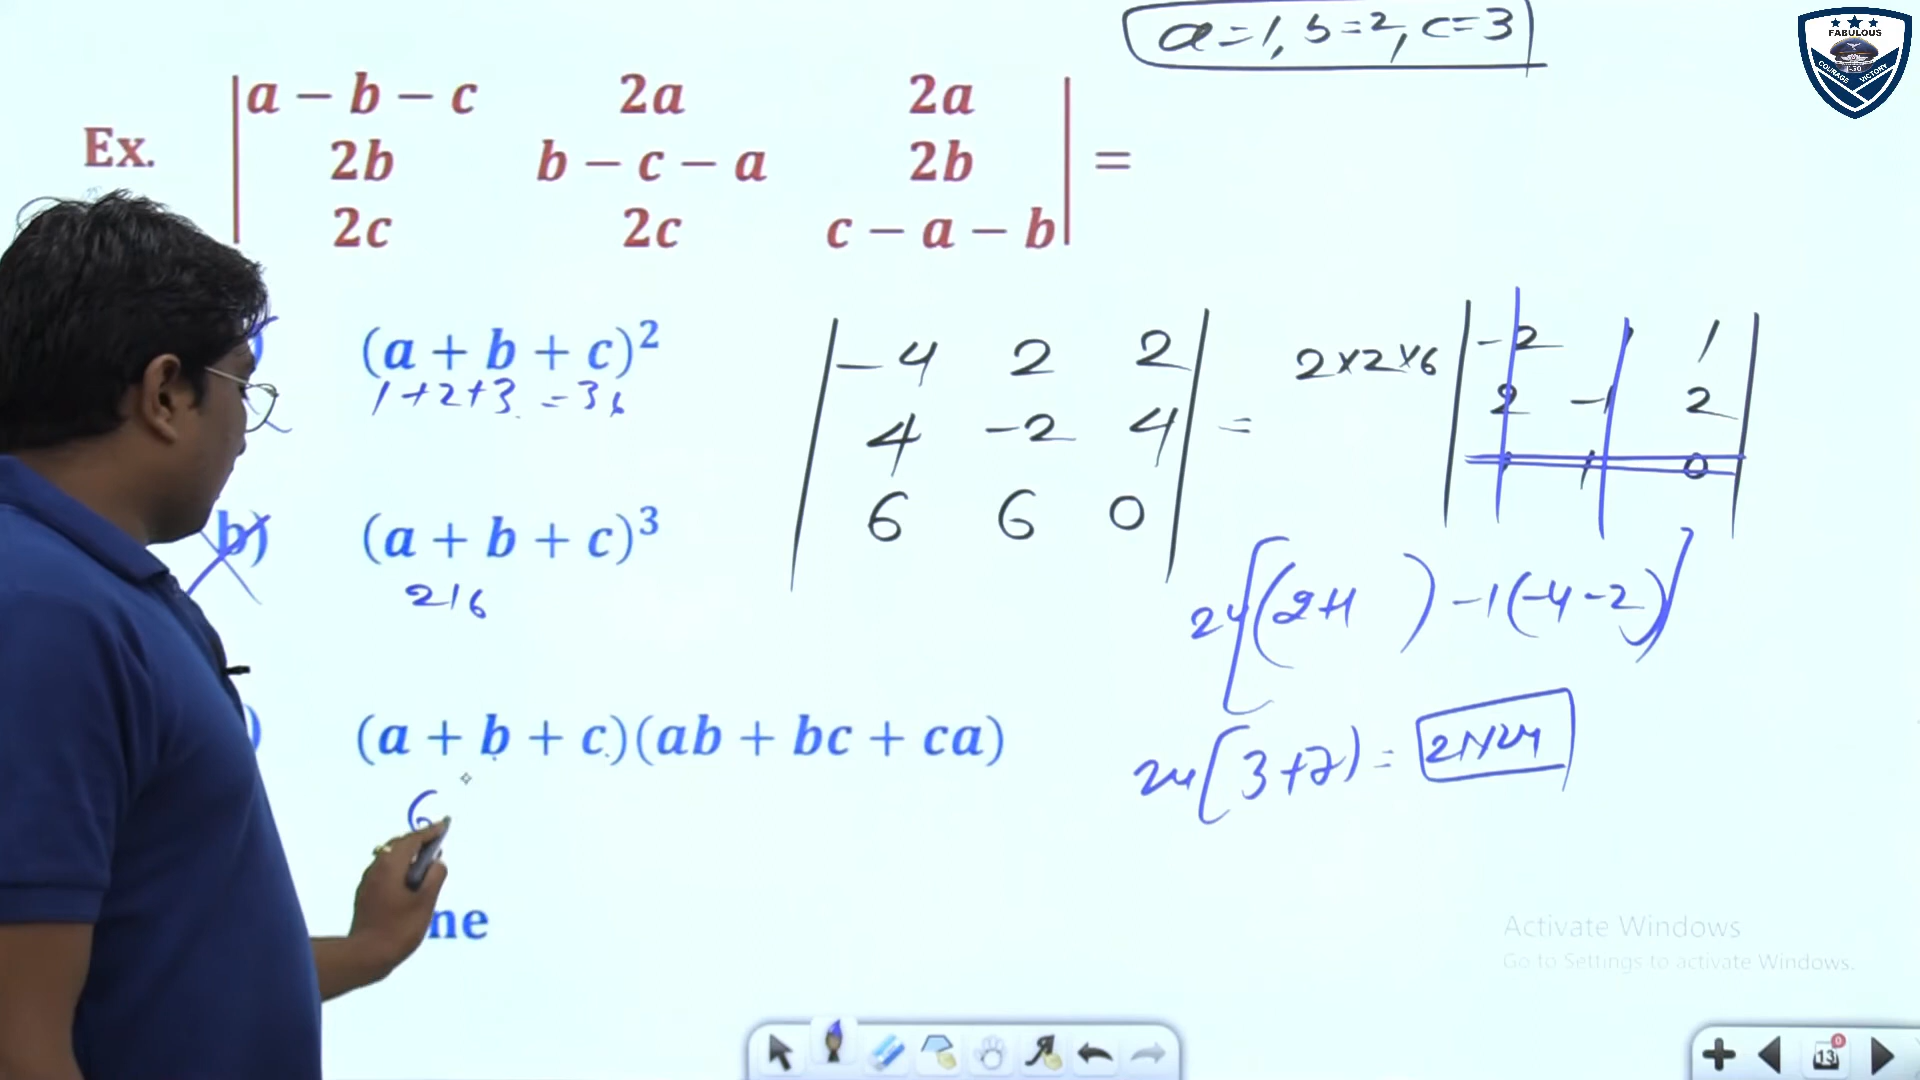 a=1, b=2, c=3
FABULOUS
COURAGE VICTORY
Ex. | a − b − c 2a 2a |
| 2b b − c − a 2b | =
| 2c 2c c − a − b |
(a + b + c)²
1+2+3 = 36
b) (a + b + c)³
216
(a + b + c)(ab + bc + ca)
6
ne
| -4 2 2 |
| 4 -2 4 | =
| 6 6 0 |
2×2×6 | -2 1 1 |
| 2 -1 2 |
| 1 1 0 |
24[(2+1) -1(-4-2)]
24(3+7) =
Activate Windows
Go to Settings to activate Windows.
13
0